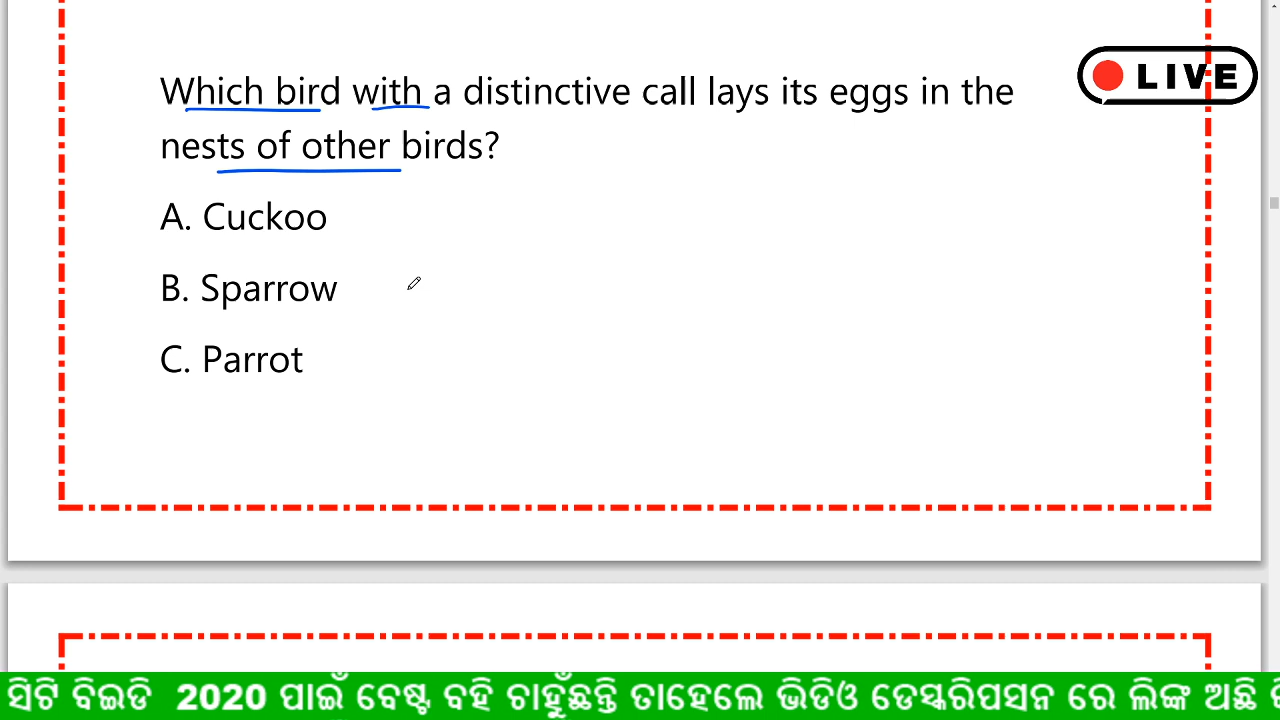 LIVE
Which bird with a distinctive call lays its eggs in the
nests of other birds?
A. Cuckoo
B. Sparrow
C. Parrot
ସିଟି ବିଇଡି 2020 ପାଇଁ ବେଷ୍ଟ ବହି ଚାହୁଁଛନ୍ତି ତାହେଲେ ଭିଡିଓ ଡେସ୍କରିପସନ ରେ ଲିଙ୍କ ଅଛି